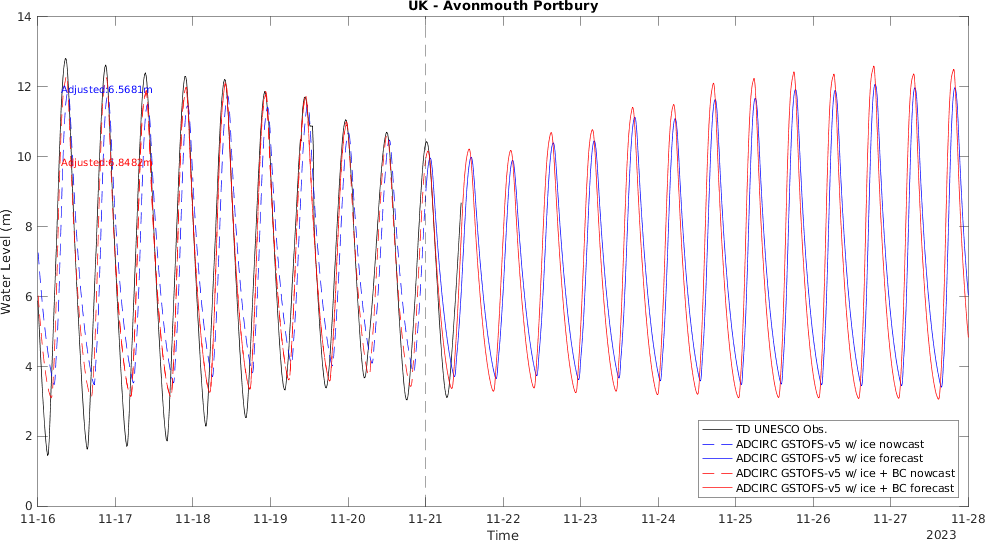 UK - Avonmouth Portbury
14
12
10
8
6
4
2
0
Water Level (m)
Adjusted:6.5681m
Adjusted:6.8482m
TD UNESCO Obs.
ADCIRC GSTOFS-v5 w/ ice nowcast
ADCIRC GSTOFS-v5 w/ ice forecast
ADCIRC GSTOFS-v5 w/ ice + BC nowcast
ADCIRC GSTOFS-v5 w/ ice + BC forecast
11-16 11-17 11-18 11-19 11-20 11-21 11-22 11-23 11-24 11-25 11-26 11-27 11-28
Time
2023